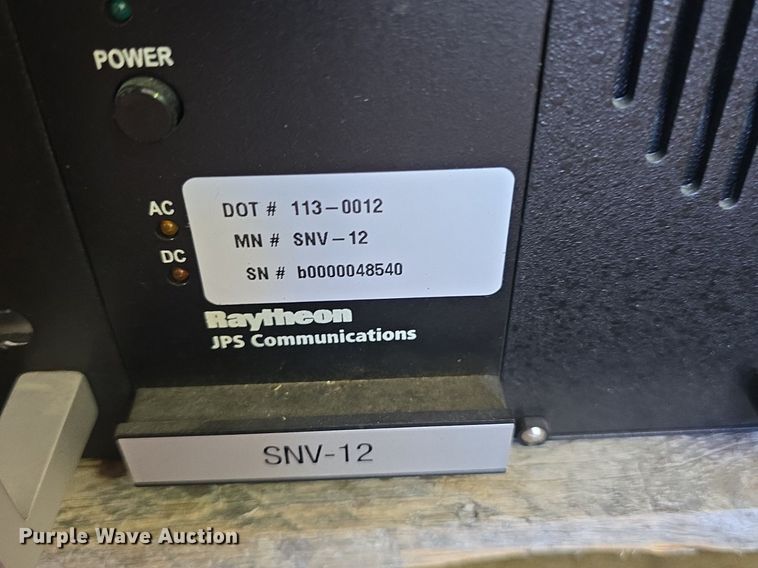 POWER
AC
DC
DOT # 113-0012
MN # SNV-12
SN # b0000048540
Raytheon
JPS Communications
SNV-12
Purple Wave Auction